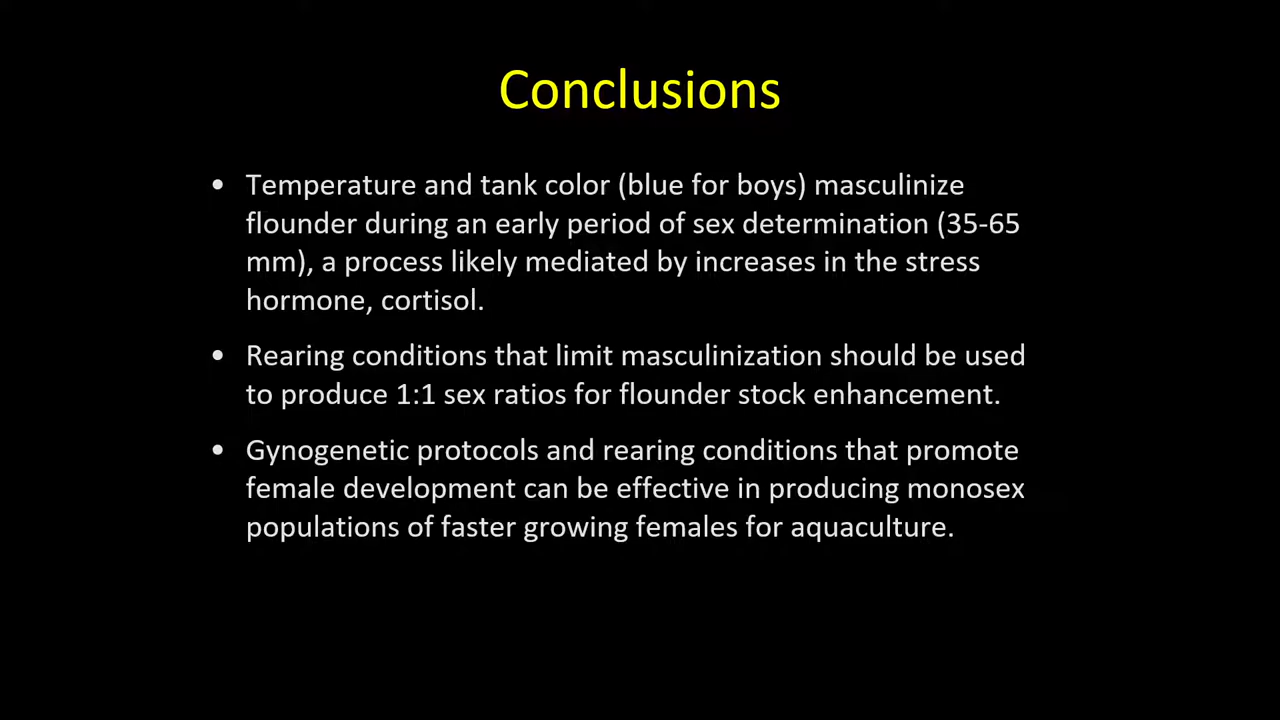 Conclusions
• Temperature and tank color (blue for boys) masculinize
flounder during an early period of sex determination (35-65
mm), a process likely mediated by increases in the stress
hormone, cortisol.
• Rearing conditions that limit masculinization should be used
to produce 1:1 sex ratios for flounder stock enhancement.
• Gynogenetic protocols and rearing conditions that promote
female development can be effective in producing monosex
populations of faster growing females for aquaculture.